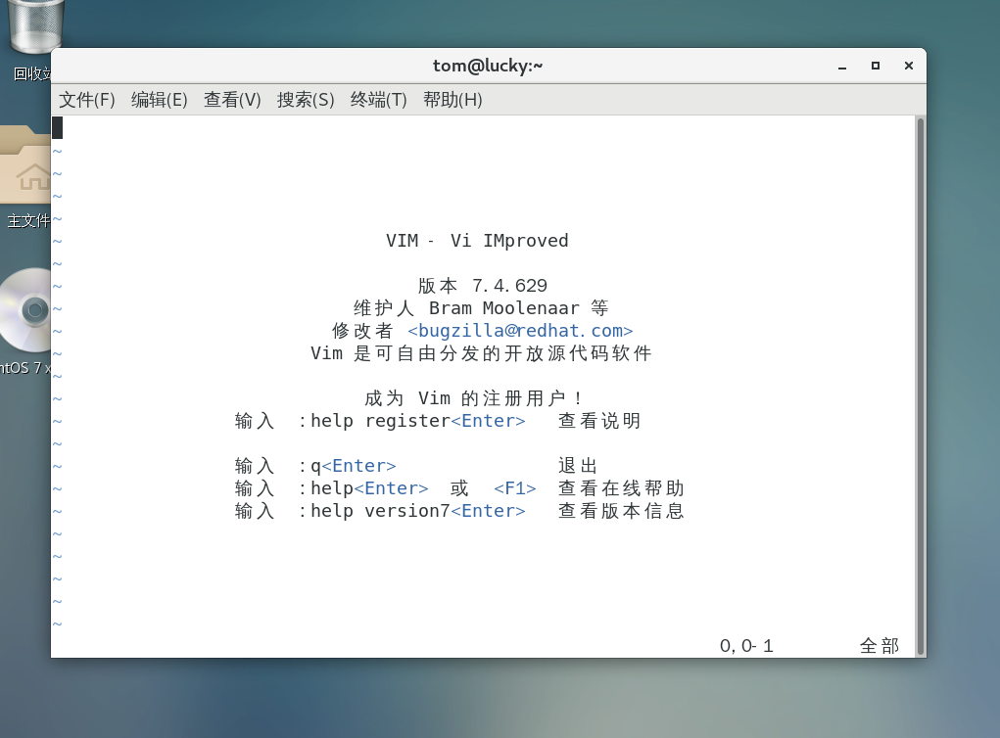 回收站
主文件
ntOS 7 x
tom@lucky:~
文件(F) 编辑(E) 查看(V) 搜索(S) 终端(T) 帮助(H)
~
~
~
~
VIM - Vi IMproved
~
~
版本 7.4.629
~
维护人 Bram Moolenaar 等
~
修改者 <bugzilla@redhat.com>
~
Vim 是可自由分发的开放源代码软件
~
~
成为 Vim 的注册用户！
~
输入 :help register<Enter> 查看说明
~
~
输入 :q<Enter> 退出
~
输入 :help<Enter> 或 <F1> 查看在线帮助
~
输入 :help version7<Enter> 查看版本信息
~
~
~
~
~
~
0,0-1 全部